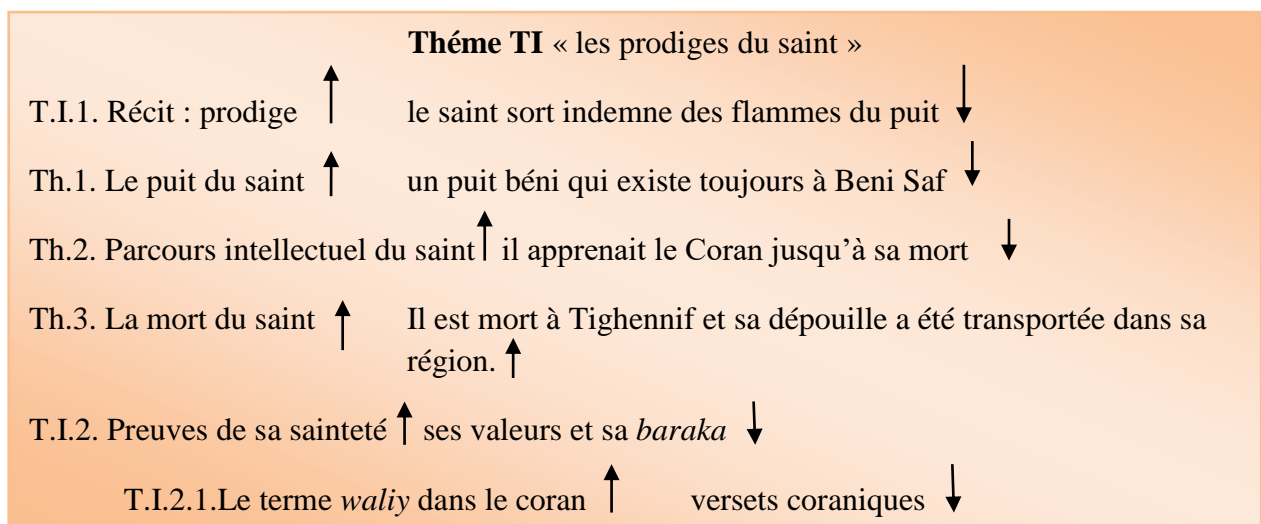 Théme TI « les prodiges du saint »
T.I.1. Récit : prodige ↑ le saint sort indemne des flammes du puit ↓
Th.1. Le puit du saint ↑ un puit béni qui existe toujours à Beni Saf ↓
Th.2. Parcours intellectuel du saint ↑ il apprenait le Coran jusqu’à sa mort ↓
Th.3. La mort du saint ↑ Il est mort à Tighennif et sa dépouille a été transportée dans sa
région. ↑
T.I.2. Preuves de sa sainteté ↑ ses valeurs et sa baraka ↓
T.I.2.1.Le terme waliy dans le coran ↑ versets coraniques ↓